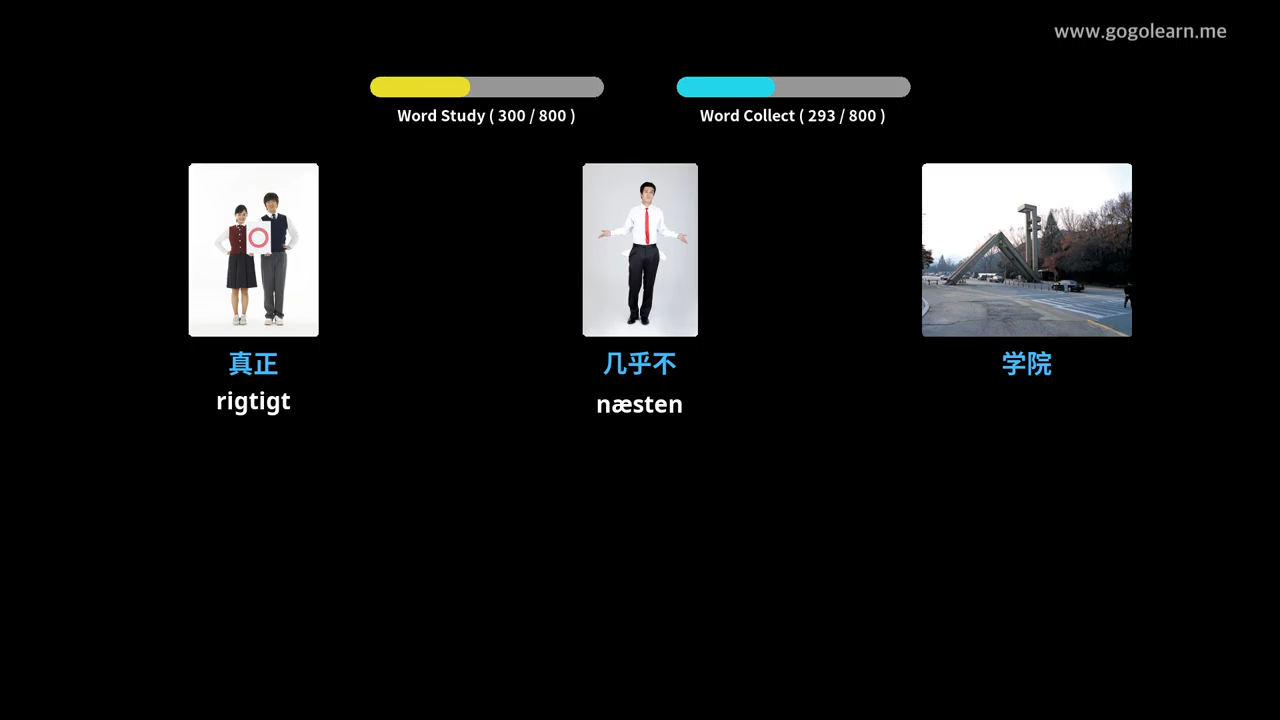 www.gogolearn.me
Word Study ( 300 / 800 )
Word Collect ( 293 / 800 )
真正
几乎不
学院
rigtigt
næsten